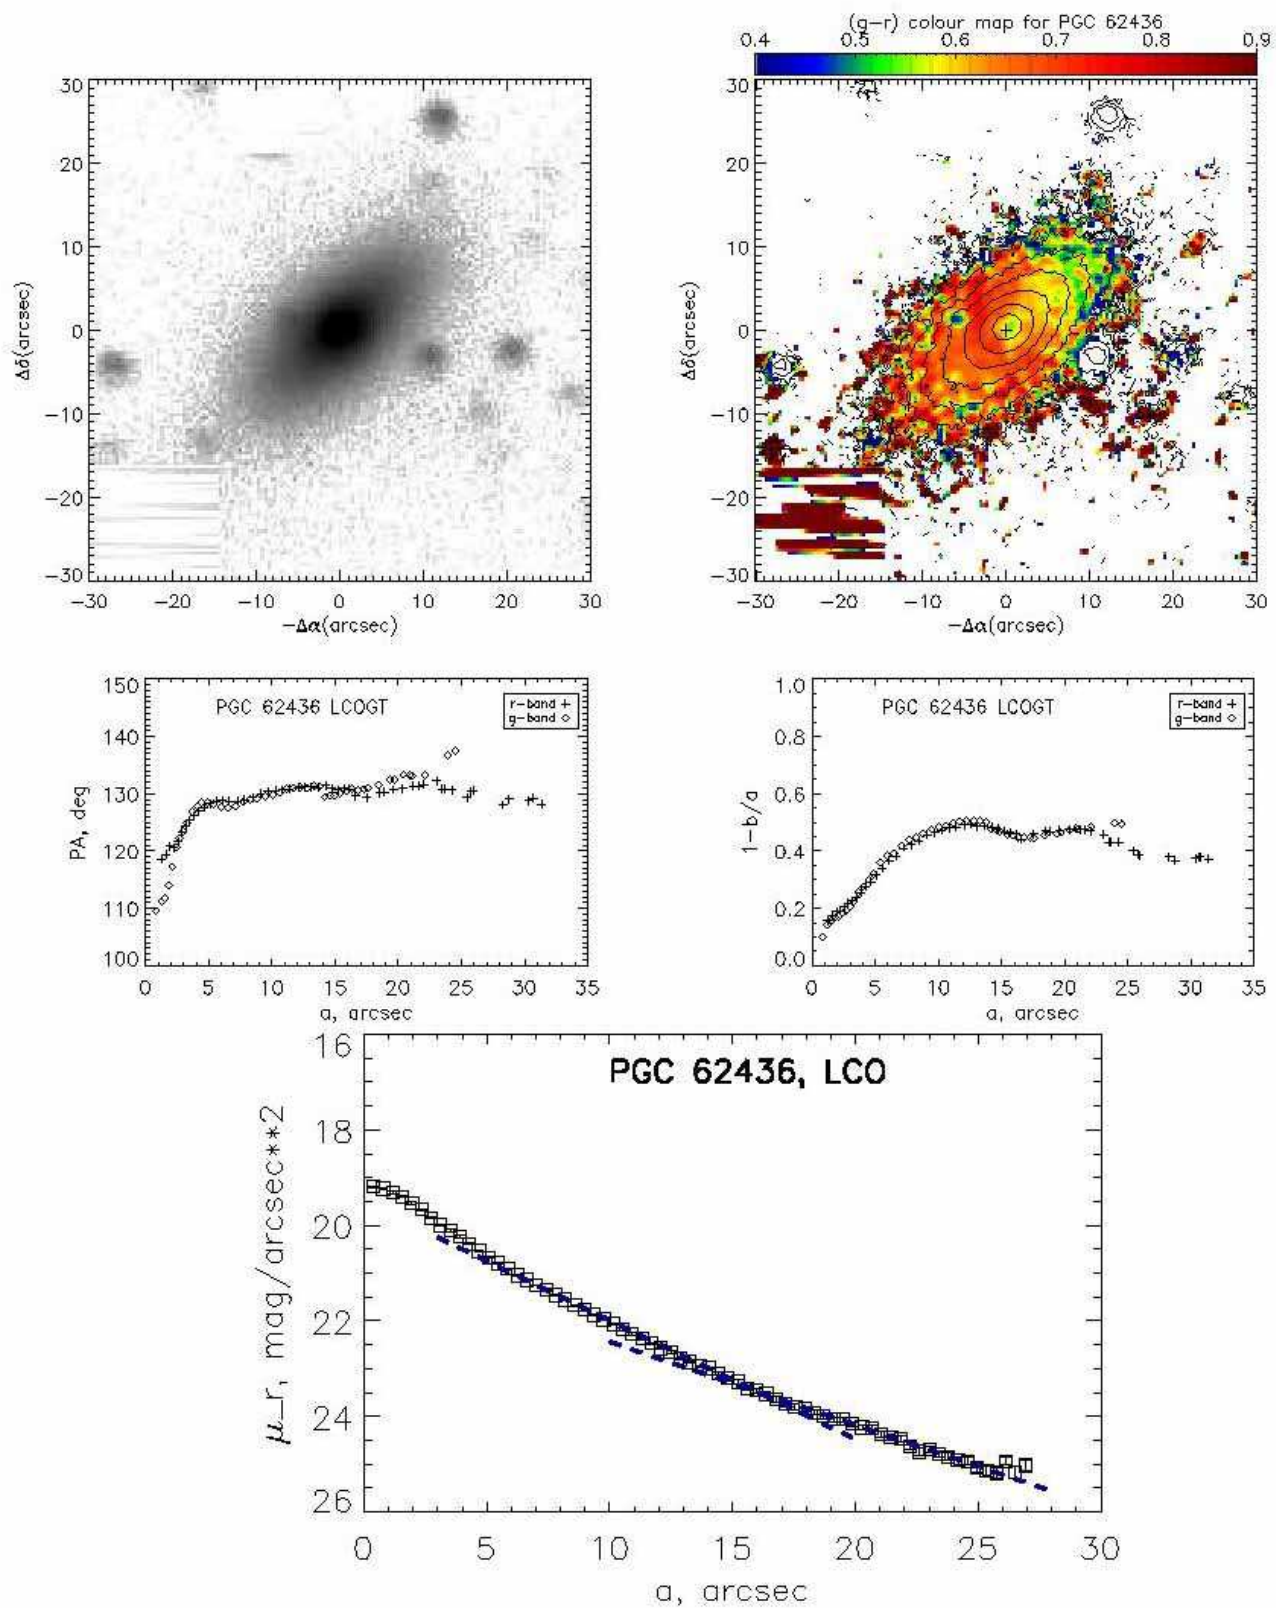 (g−r) colour map for PGC 62436
0.4 0.5 0.6 0.7 0.8 0.9
30
20
10
0
−10
−20
−30
Δδ(arcsec)
−30 −20 −10 0 10 20 30
−Δα(arcsec)
30
20
10
0
−10
−20
−30
Δδ(arcsec)
−30 −20 −10 0 10 20 30
−Δα(arcsec)
150
140
130
120
110
100
PA, deg
PGC 62436 LCOGT
r−band +
g−band ◇
0 5 10 15 20 25 30 35
a, arcsec
1.0
0.8
0.6
0.4
0.2
0.0
1−b/a
PGC 62436 LCOGT
r−band +
g−band ◇
0 5 10 15 20 25 30 35
a, arcsec
PGC 62436, LCO
16
18
20
22
24
26
μ_r, mag/arcsec**2
0 5 10 15 20 25 30
a, arcsec